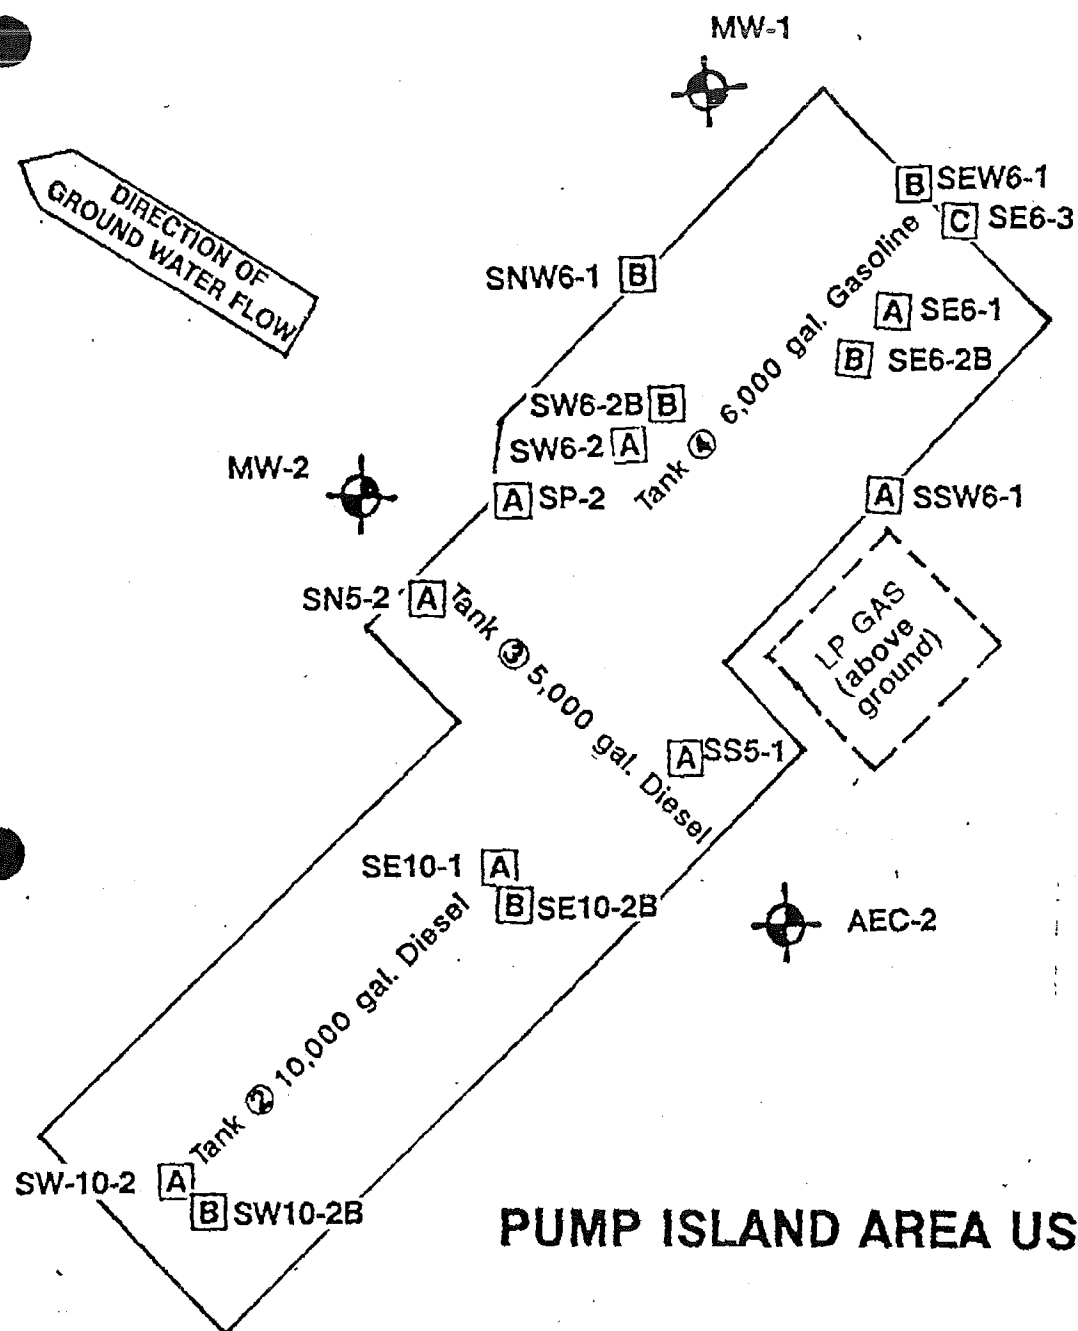 MW-1
DIRECTION OF
GROUND WATER FLOW
B SEW6-1
C SE6-3
SNW6-1 B
A SE6-1
B SE6-2B
SW6-2B B
SW6-2 A
Tank 4 6,000 gal. Gasoline
MW-2
A SP-2
A SSW6-1
SN5-2 A
Tank 3 5,000 gal. Diesel
LP GAS
(above
ground)
A SS5-1
SE10-1 A
B SE10-2B
AEC-2
Tank 2 10,000 gal. Diesel
SW-10-2 A
B SW10-2B
PUMP ISLAND AREA US